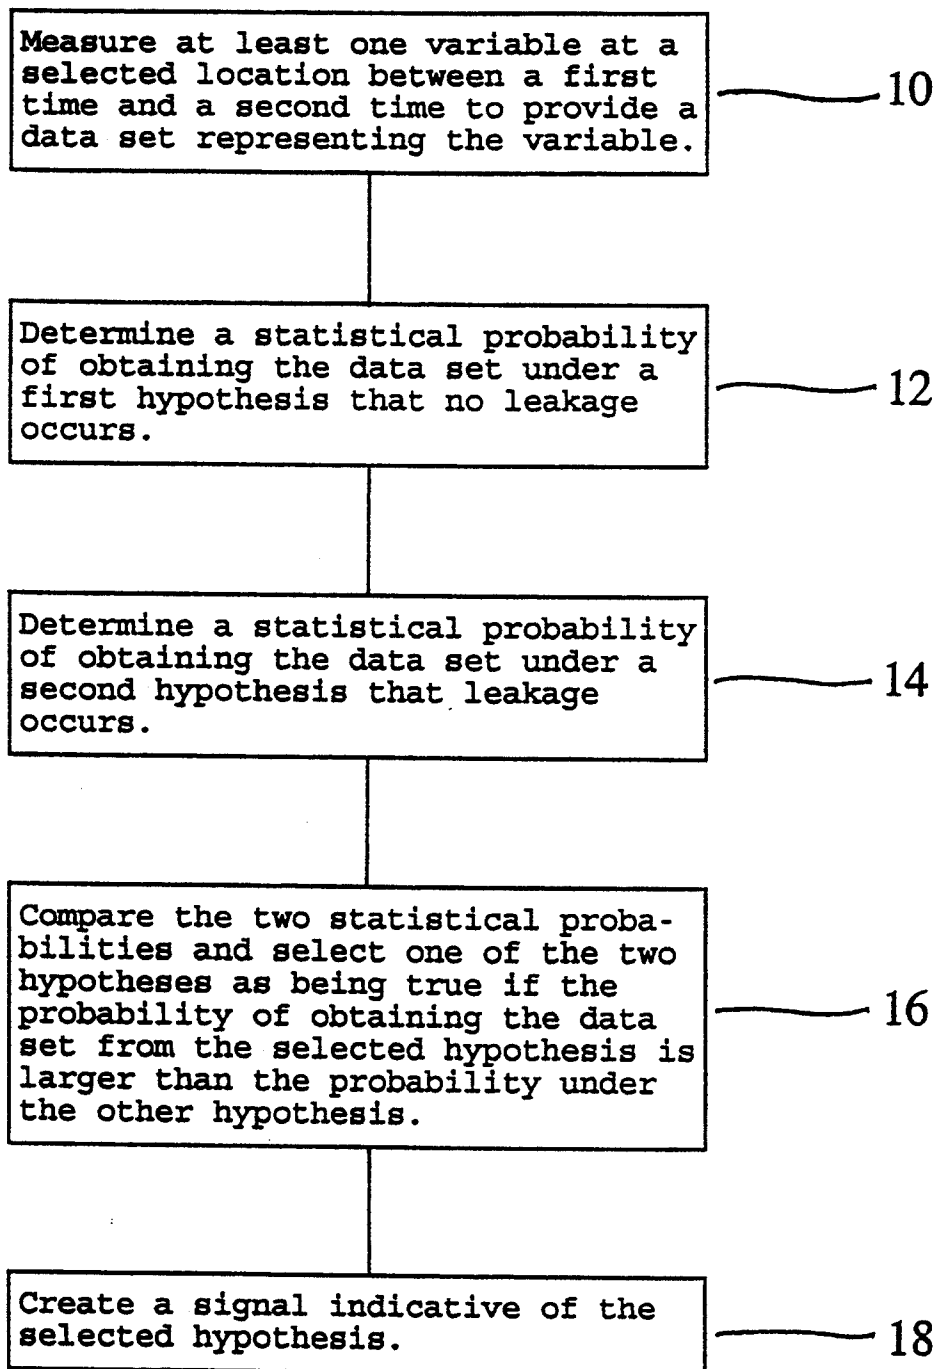 Measure at least one variable at a
selected location between a first
time and a second time to provide a
data set representing the variable.
10
Determine a statistical probability
of obtaining the data set under a
first hypothesis that no leakage
occurs.
12
Determine a statistical probability
of obtaining the data set under a
second hypothesis that leakage
occurs.
14
Compare the two statistical proba-
bilities and select one of the two
hypotheses as being true if the
probability of obtaining the data
set from the selected hypothesis is
larger than the probability under
the other hypothesis.
16
Create a signal indicative of the
selected hypothesis.
18